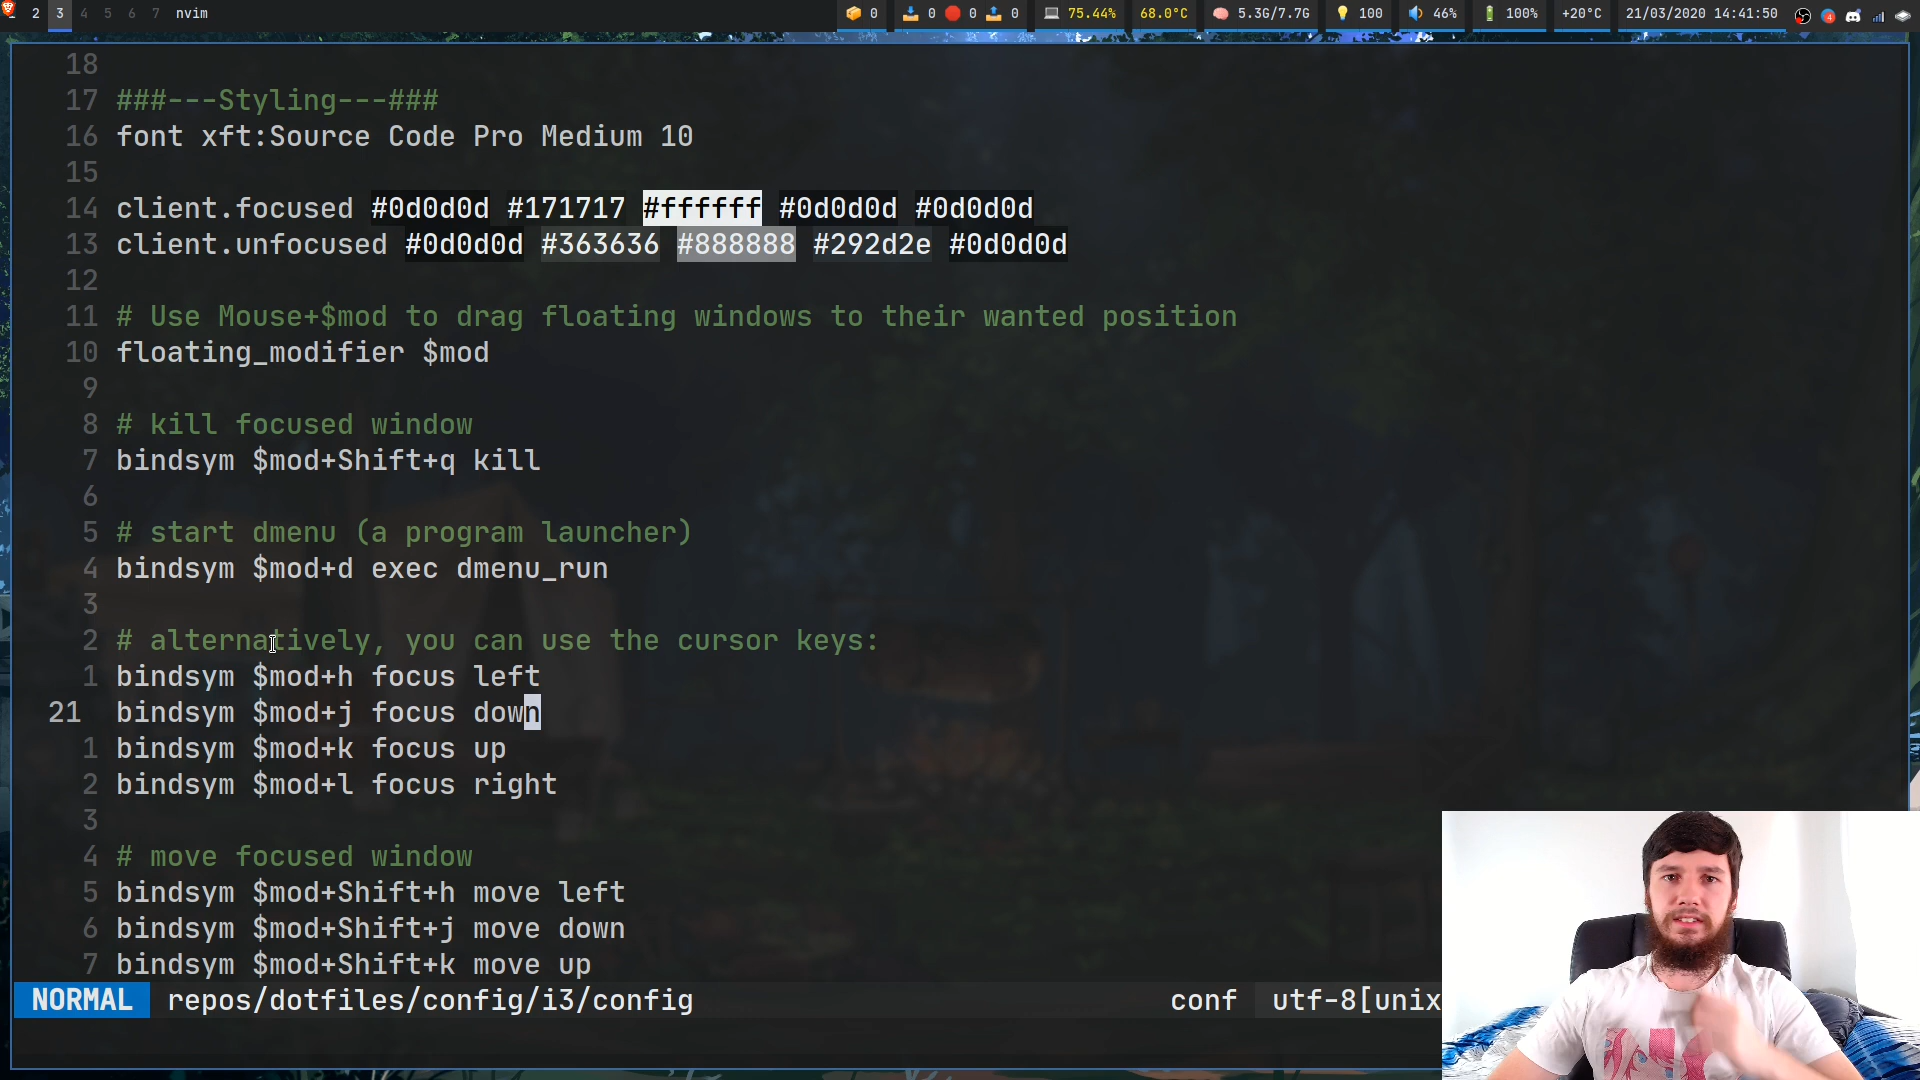 2 3 4 5 6 7 nvim 0 0 0 0 75.44% 68.0°C 5.3G/7.7G 100 46% 100% +20°C 21/03/2020 14:41:50
18
17 ###---Styling---###
16 font xft:Source Code Pro Medium 10
15
14 client.focused #0d0d0d #171717 #ffffff #0d0d0d #0d0d0d
13 client.unfocused #0d0d0d #363636 #888888 #292d2e #0d0d0d
12
11 # Use Mouse+$mod to drag floating windows to their wanted position
10 floating_modifier $mod
9
8 # kill focused window
7 bindsym $mod+Shift+q kill
6
5 # start dmenu (a program launcher)
4 bindsym $mod+d exec dmenu_run
3
2 # alternatively, you can use the cursor keys:
1 bindsym $mod+h focus left
21 bindsym $mod+j focus down
1 bindsym $mod+k focus up
2 bindsym $mod+l focus right
3
4 # move focused window
5 bindsym $mod+Shift+h move left
6 bindsym $mod+Shift+j move down
7 bindsym $mod+Shift+k move up
NORMAL repos/dotfiles/config/i3/config conf utf-8[unix